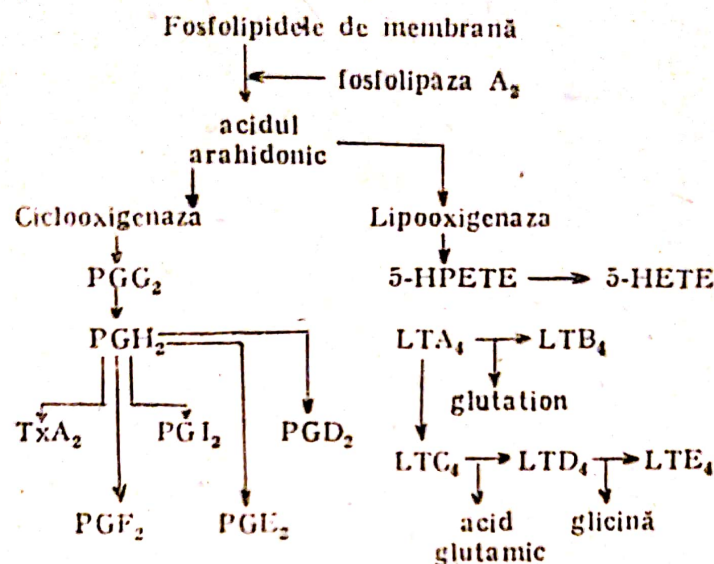 Fosfolipidele de membrană
fosfolipaza A₂
acidul
arahidonic
Ciclooxigenaza
Lipooxigenaza
PGG₂
5-HPETE
5-HETE
PGH₂
LTA₄
LTB₄
glutation
TxA₂
PGI₂
PGD₂
LTC₄
LTD₄
LTE₄
PGF₂
PGE₂
acid
glutamic
glicină